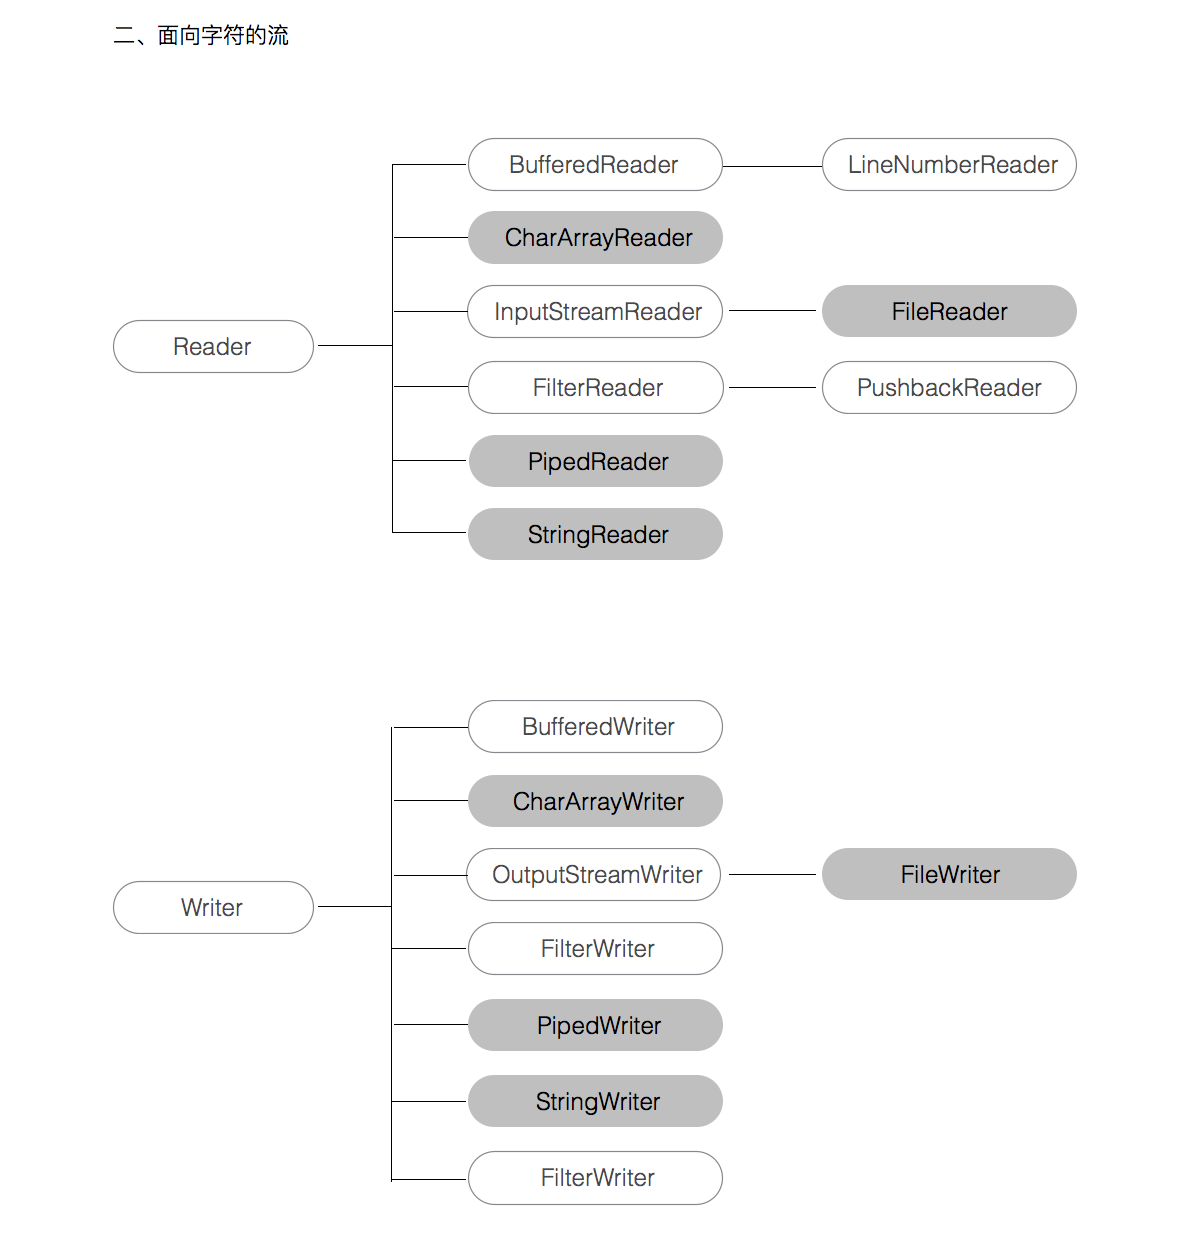 二、面向字符的流
BufferedReader
LineNumberReader
CharArrayReader
InputStreamReader
FileReader
Reader
FilterReader
PushbackReader
PipedReader
StringReader
BufferedWriter
CharArrayWriter
OutputStreamWriter
FileWriter
Writer
FilterWriter
PipedWriter
StringWriter
FilterWriter